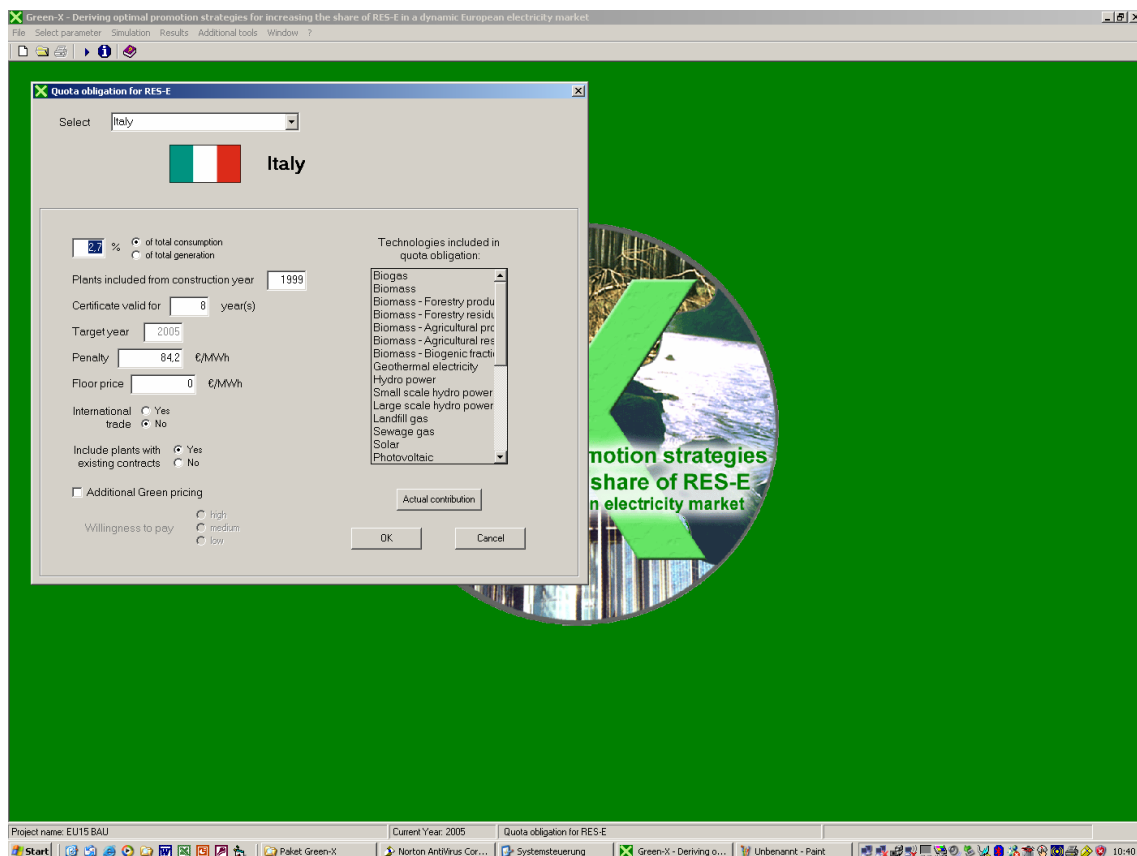 Green-X - Deriving optimal promotion strategies for increasing the share of RES-E in a dynamic European electricity market
File Select parameter Simulation Results Additional tools Window ?
Quota obligation for RES-E
Select Italy
Italy
2,7 % of total consumption
of total generation
Plants included from construction year 1999
Certificate valid for 8 year(s)
Target year 2005
Penalty 84,2 €/MWh
Floor price 0 €/MWh
International trade Yes
No
Include plants with existing contracts Yes
No
Additional Green pricing
Willingness to pay high
medium
low
Technologies included in
quota obligation:
Biogas
Biomass
Biomass - Forestry produ
Biomass - Forestry residu
Biomass - Agricultural pro
Biomass - Agricultural res
Biomass - Biogenic fracti
Geothermal electricity
Hydro power
Small scale hydro power
Large scale hydro power
Landfill gas
Sewage gas
Solar
Photovoltaic
Actual contribution
OK Cancel
motion strategies
share of RES-E
n electricity market
Project name: EU15 BAU Current Year: 2005 Quota obligation for RES-E
Start Paket Green-X Norton AntiVirus Cor... Systemsteuerung Green-X - Deriving o... Unbenannt - Paint 10:40